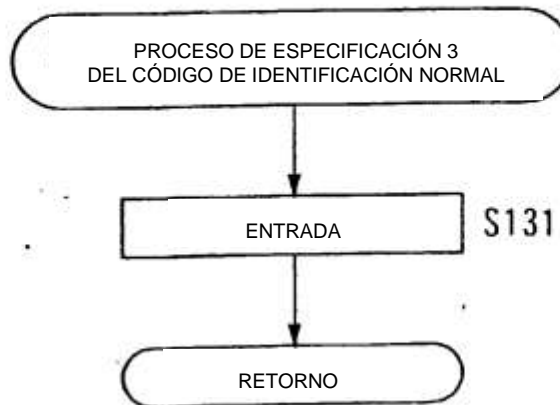 PROCESO DE ESPECIFICACIÓN 3
DEL CÓDIGO DE IDENTIFICACIÓN NORMAL
ENTRADA
S131
RETORNO